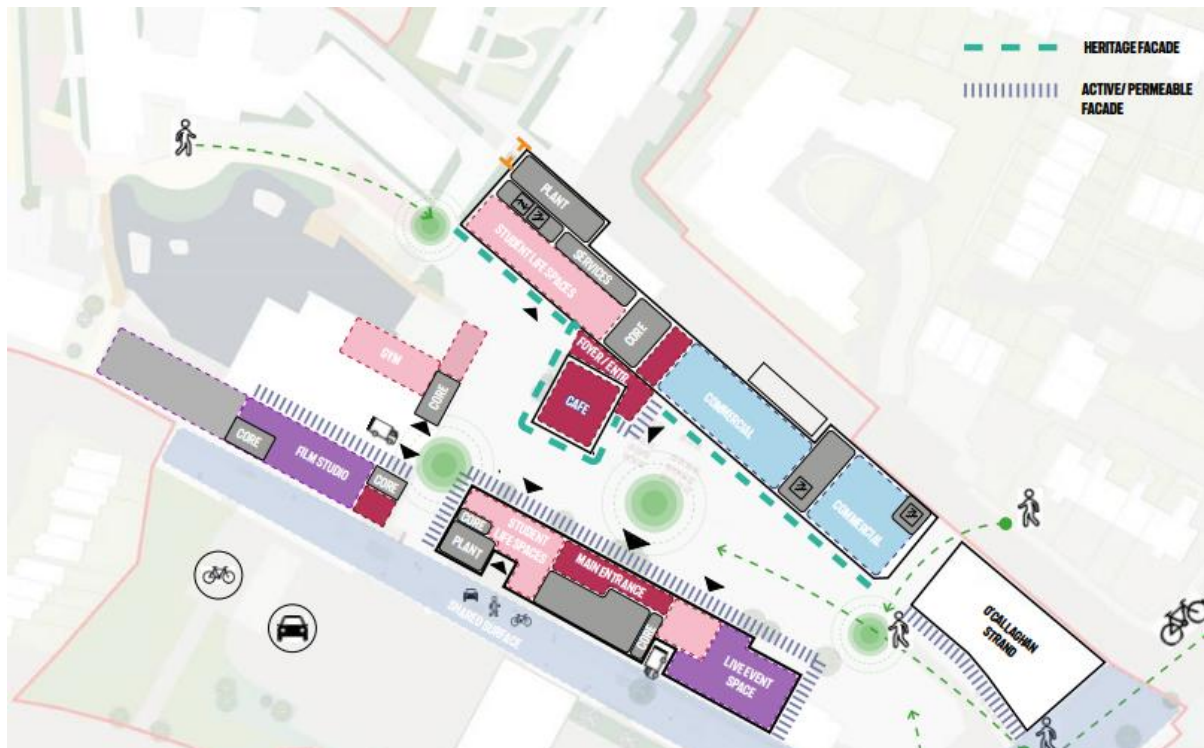 HERITAGE FACADE
ACTIVE/ PERMEABLE
FACADE
PLANT
STUDENT LIFE SPACES
SERVICES
CORE
FOYER / ENTR.
CAFE
COMMERCIAL
COMMERCIAL
GYM
CORE
CORE
FILM STUDIO
CORE
CORE
PLANT
STUDENT
LIFE SPACES
MAIN ENTRANCE
CORE
LIVE EVENT
SPACE
SHARED SURFACE
O'CALLAGHAN
STRAND